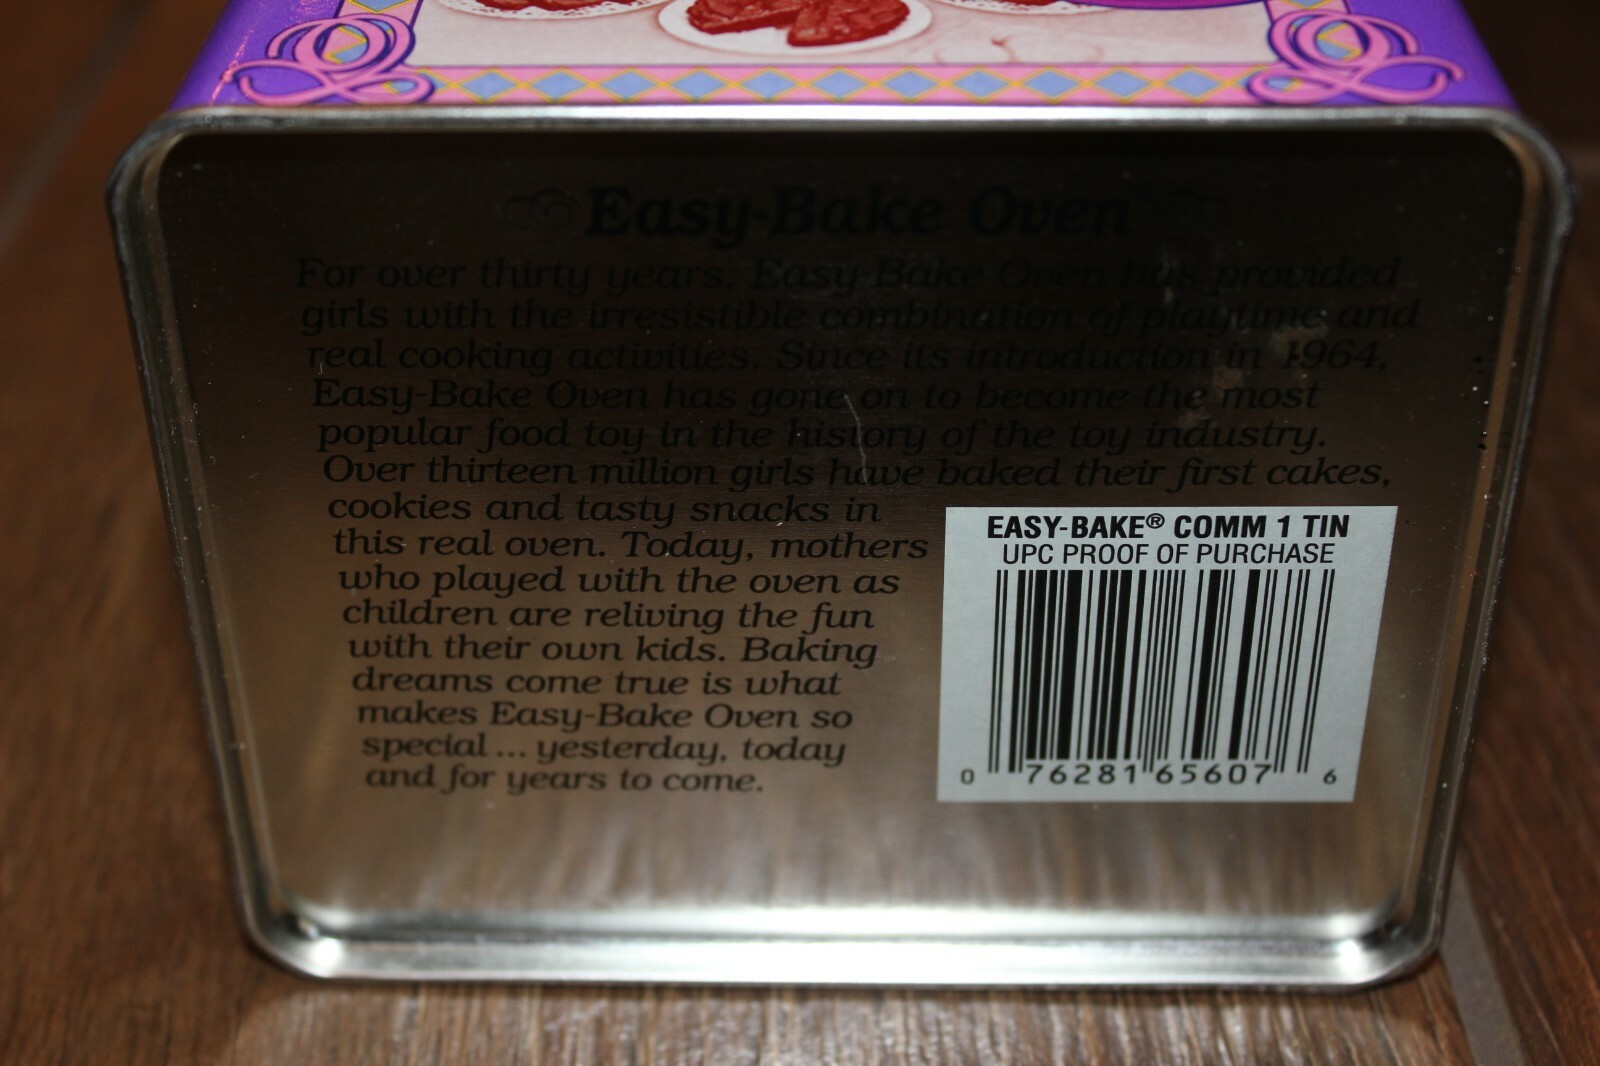 Easy-Bake Oven
For over thirty years, Easy-Bake Oven has provided
girls with the irresistible combination of playtime and
real cooking activities. Since its introduction in 1964,
Easy-Bake Oven has gone on to become the most
popular food toy in the history of the toy industry.
Over thirteen million girls have baked their first cakes,
cookies and tasty snacks in
this real oven. Today, mothers
who played with the oven as
children are reliving the fun
with their own kids. Baking
dreams come true is what
makes Easy-Bake Oven so
special ... yesterday, today
and for years to come.
EASY-BAKE® COMM 1 TIN
UPC PROOF OF PURCHASE
0 76281 65607 6